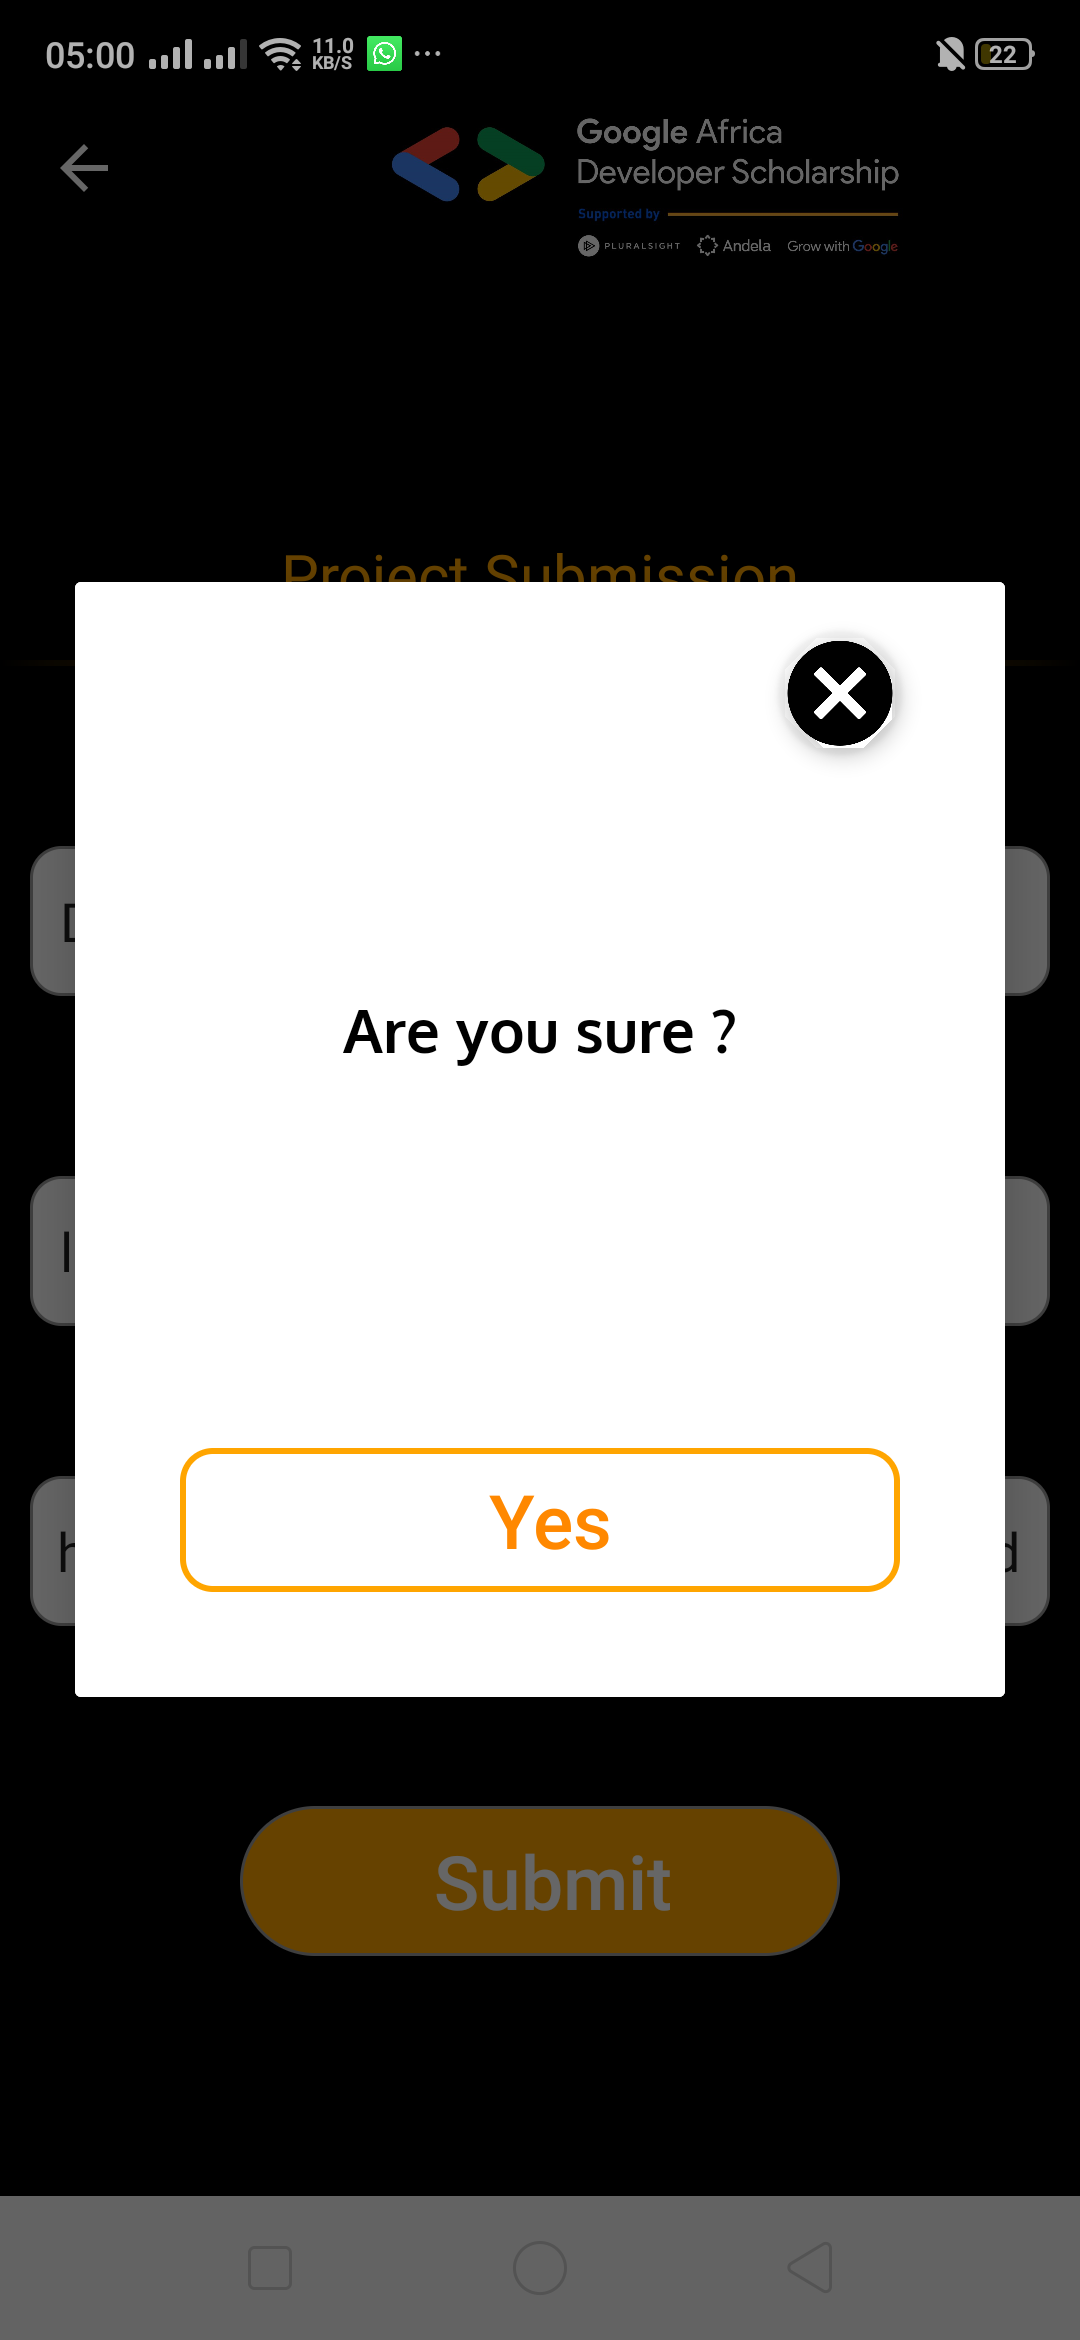 05:00 11.0 KB/S 22
Google Africa
Developer Scholarship
Supported by
PLURALSIGHT Andela Grow with Google
Project Submission
Are you sure ?
Yes
Submit